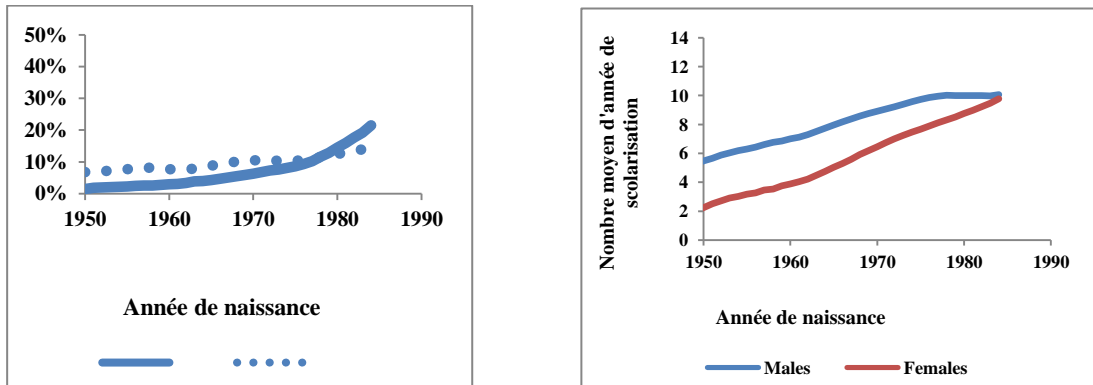 50%
40%
30%
20%
10%
0%
1950 1960 1970 1980 1990
Année de naissance
Nombre moyen d'année de
scolarisation
14
12
10
8
6
4
2
0
1950 1960 1970 1980 1990
Année de naissance
Males Females